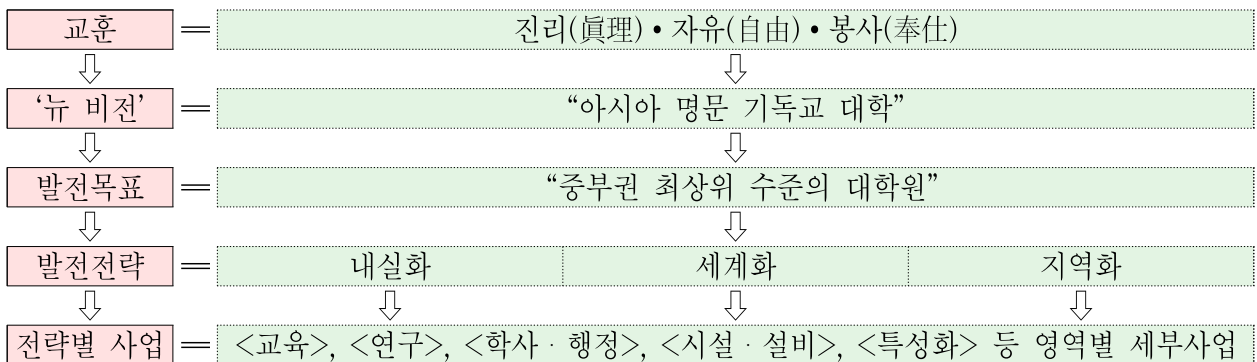 교훈 진리(眞理) • 자유(自由) • 봉사(奉仕)
‘뉴 비전’ “아시아 명문 기독교 대학”
발전목표 “중부권 최상위 수준의 대학원”
발전전략 내실화 세계화 지역화
전략별 사업 <교육>, <연구>, <학사 · 행정>, <시설 · 설비>, <특성화> 등 영역별 세부사업